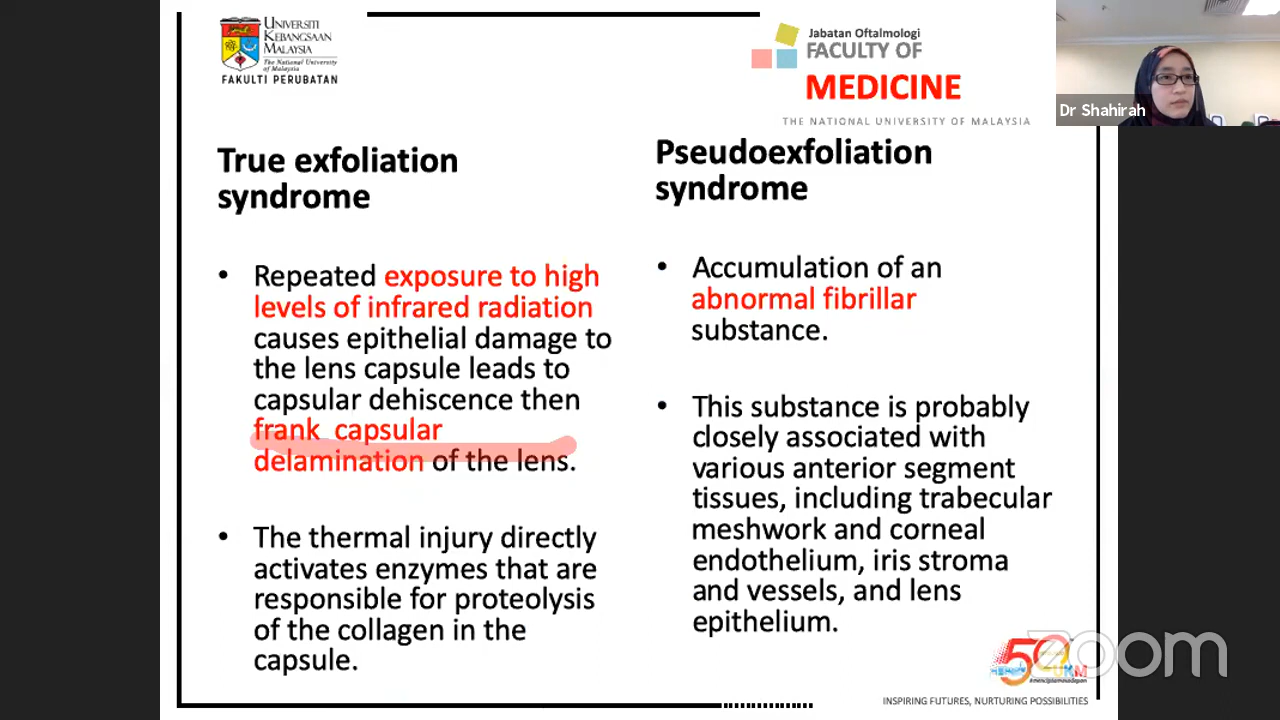 UNIVERSITI
KEBANGSAAN
MALAYSIA
The National University
of Malaysia
FAKULTI PERUBATAN
Jabatan Oftalmologi
FACULTY OF
MEDICINE
THE NATIONAL UNIVERSITY OF MALAYSIA
Dr Shahirah
True exfoliation
syndrome
• Repeated exposure to high
levels of infrared radiation
causes epithelial damage to
the lens capsule leads to
capsular dehiscence then
frank capsular
delamination of the lens.
• The thermal injury directly
activates enzymes that are
responsible for proteolysis
of the collagen in the
capsule.
Pseudoexfoliation
syndrome
• Accumulation of an
abnormal fibrillar
substance.
• This substance is probably
closely associated with
various anterior segment
tissues, including trabecular
meshwork and corneal
endothelium, iris stroma
and vessels, and lens
epithelium.
50
UKM
zoom
INSPIRING FUTURES, NURTURING POSSIBILITIES